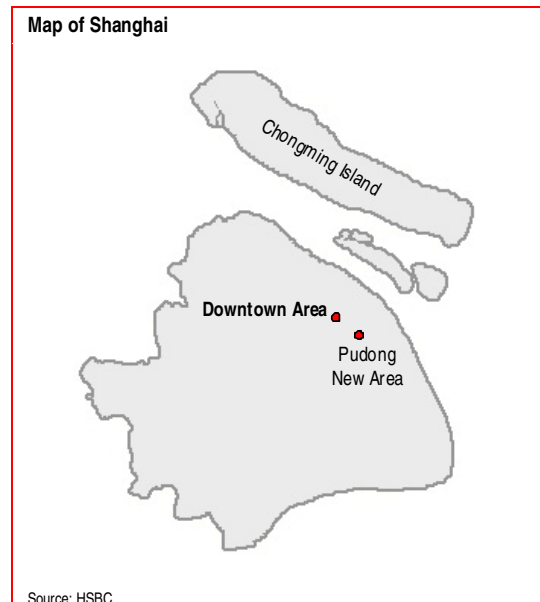 Map of Shanghai
Chongming Island
Downtown Area
Pudong
New Area
Source: HSBC